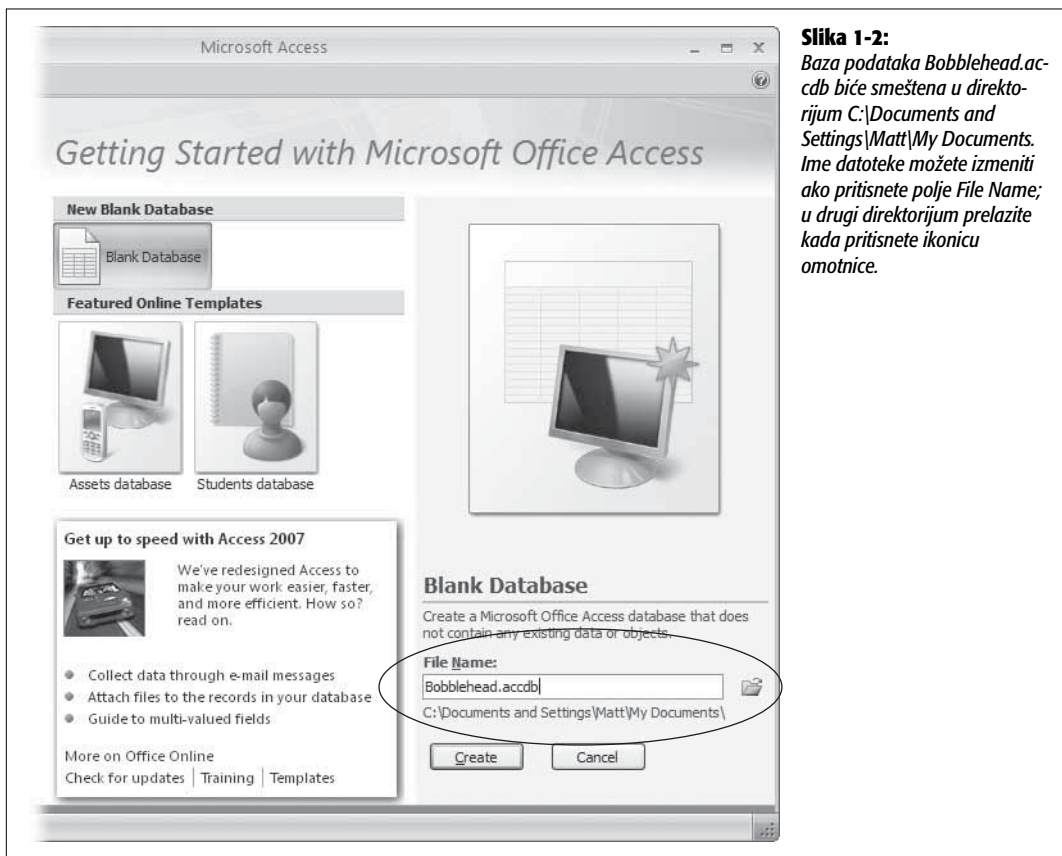 Microsoft Access
Getting Started with Microsoft Office Access
New Blank Database
Blank Database
Featured Online Templates
Assets database
Students database
Get up to speed with Access 2007
We've redesigned Access to
make your work easier, faster,
and more efficient. How so?
read on.
Collect data through e-mail messages
Attach files to the records in your database
Guide to multi-valued fields
More on Office Online
Check for updates | Training | Templates
Blank Database
Create a Microsoft Office Access database that does
not contain any existing data or objects.
File Name:
Bobblehead.accdb
C:\Documents and Settings\Matt\My Documents\
Create
Cancel
Slika 1-2:
Baza podataka Bobblehead.ac-
cdb biće smeštena u direkto-
rijum C:\Documents and
Settings\Matt\My Documents.
Ime datoteke možete izmeniti
ako pritisnete polje File Name;
u drugi direktorijum prelazite
kada pritisnete ikonicu
omotnice.